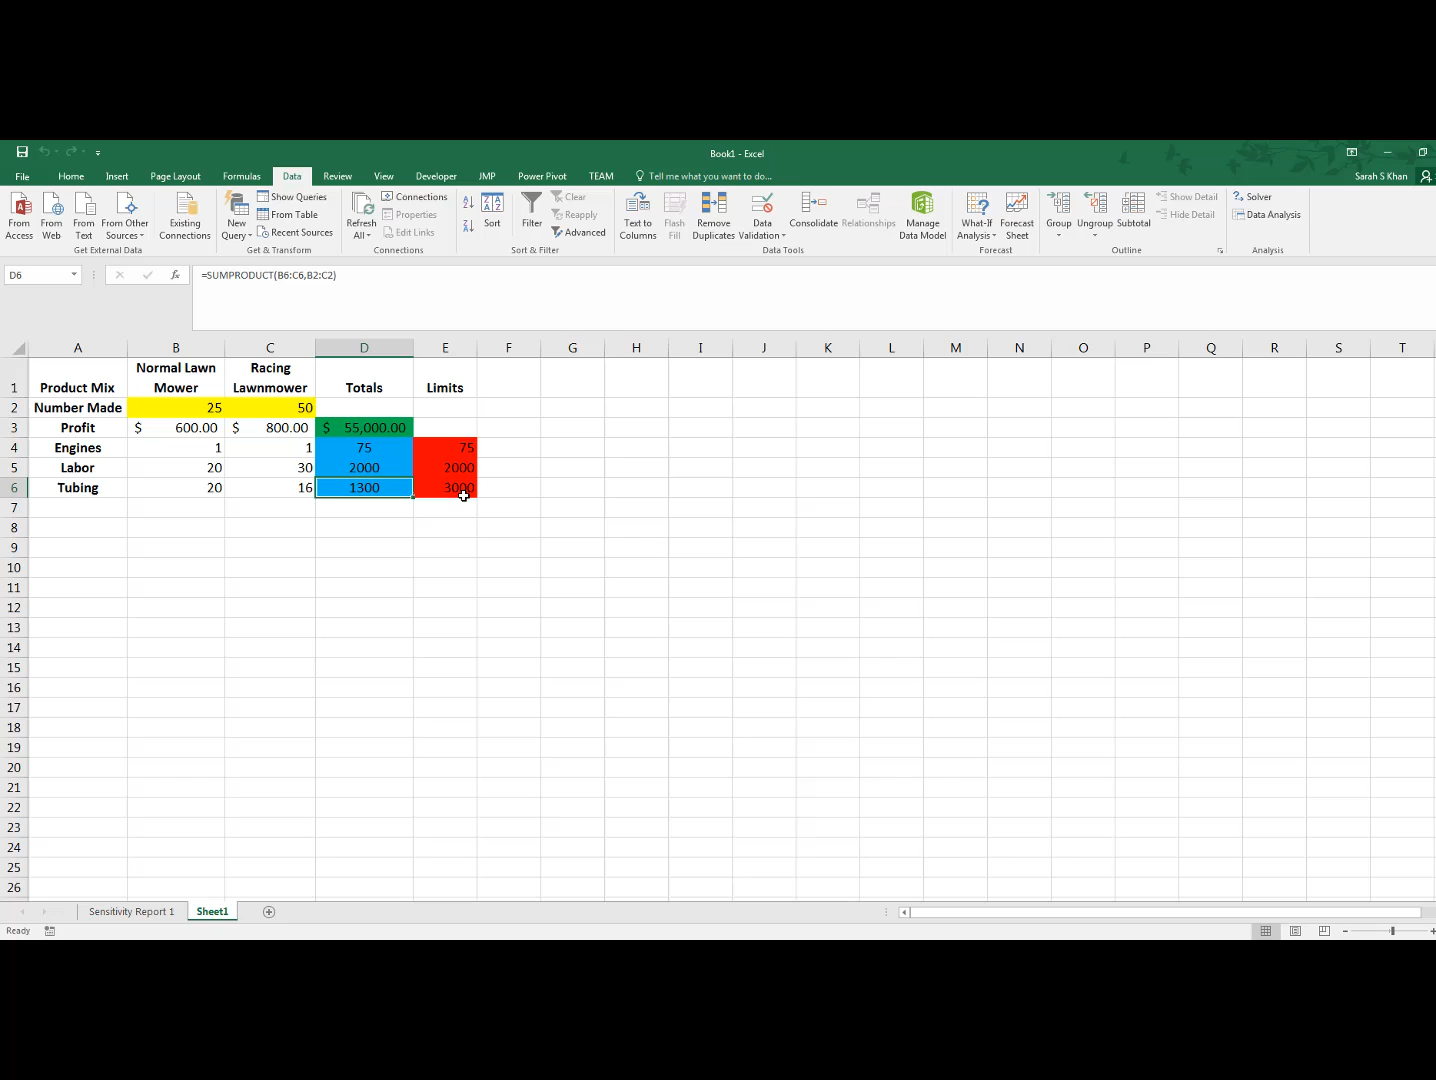 Book1 - Excel
File Home Insert Page Layout Formulas Data Review View Developer JMP Power Pivot TEAM Tell me what you want to do... Sarah S Khan
From Access
From Web
From Text
From Other Sources
Existing Connections
Get External Data
New Query
Show Queries
From Table
Recent Sources
Get & Transform
Refresh All
Connections
Properties
Edit Links
Connections
A Z
Z A
Sort
Filter
Clear
Reapply
Advanced
Sort & Filter
Text to Columns
Flash Fill
Remove Duplicates
Data Validation
Consolidate
Relationships
Manage Data Model
Data Tools
What-If Analysis
Forecast Sheet
Forecast
Group
Ungroup
Subtotal
Show Detail
Hide Detail
Outline
Solver
Data Analysis
Analysis
D6 fx =SUMPRODUCT(B6:C6,B2:C2)
A B C D E F G H I J K L M N O P Q R S T
Normal Lawn Racing
1 Product Mix Mower Lawnmower Totals Limits
2 Number Made 25 50
3 Profit $ 600.00 $ 800.00 $ 55,000.00
4 Engines 1 1 75 75
5 Labor 20 30 2000 2000
6 Tubing 20 16 1300 3000
7
8
9
10
11
12
13
14
15
16
17
18
19
20
21
22
23
24
25
26
Sensitivity Report 1 Sheet1
Ready